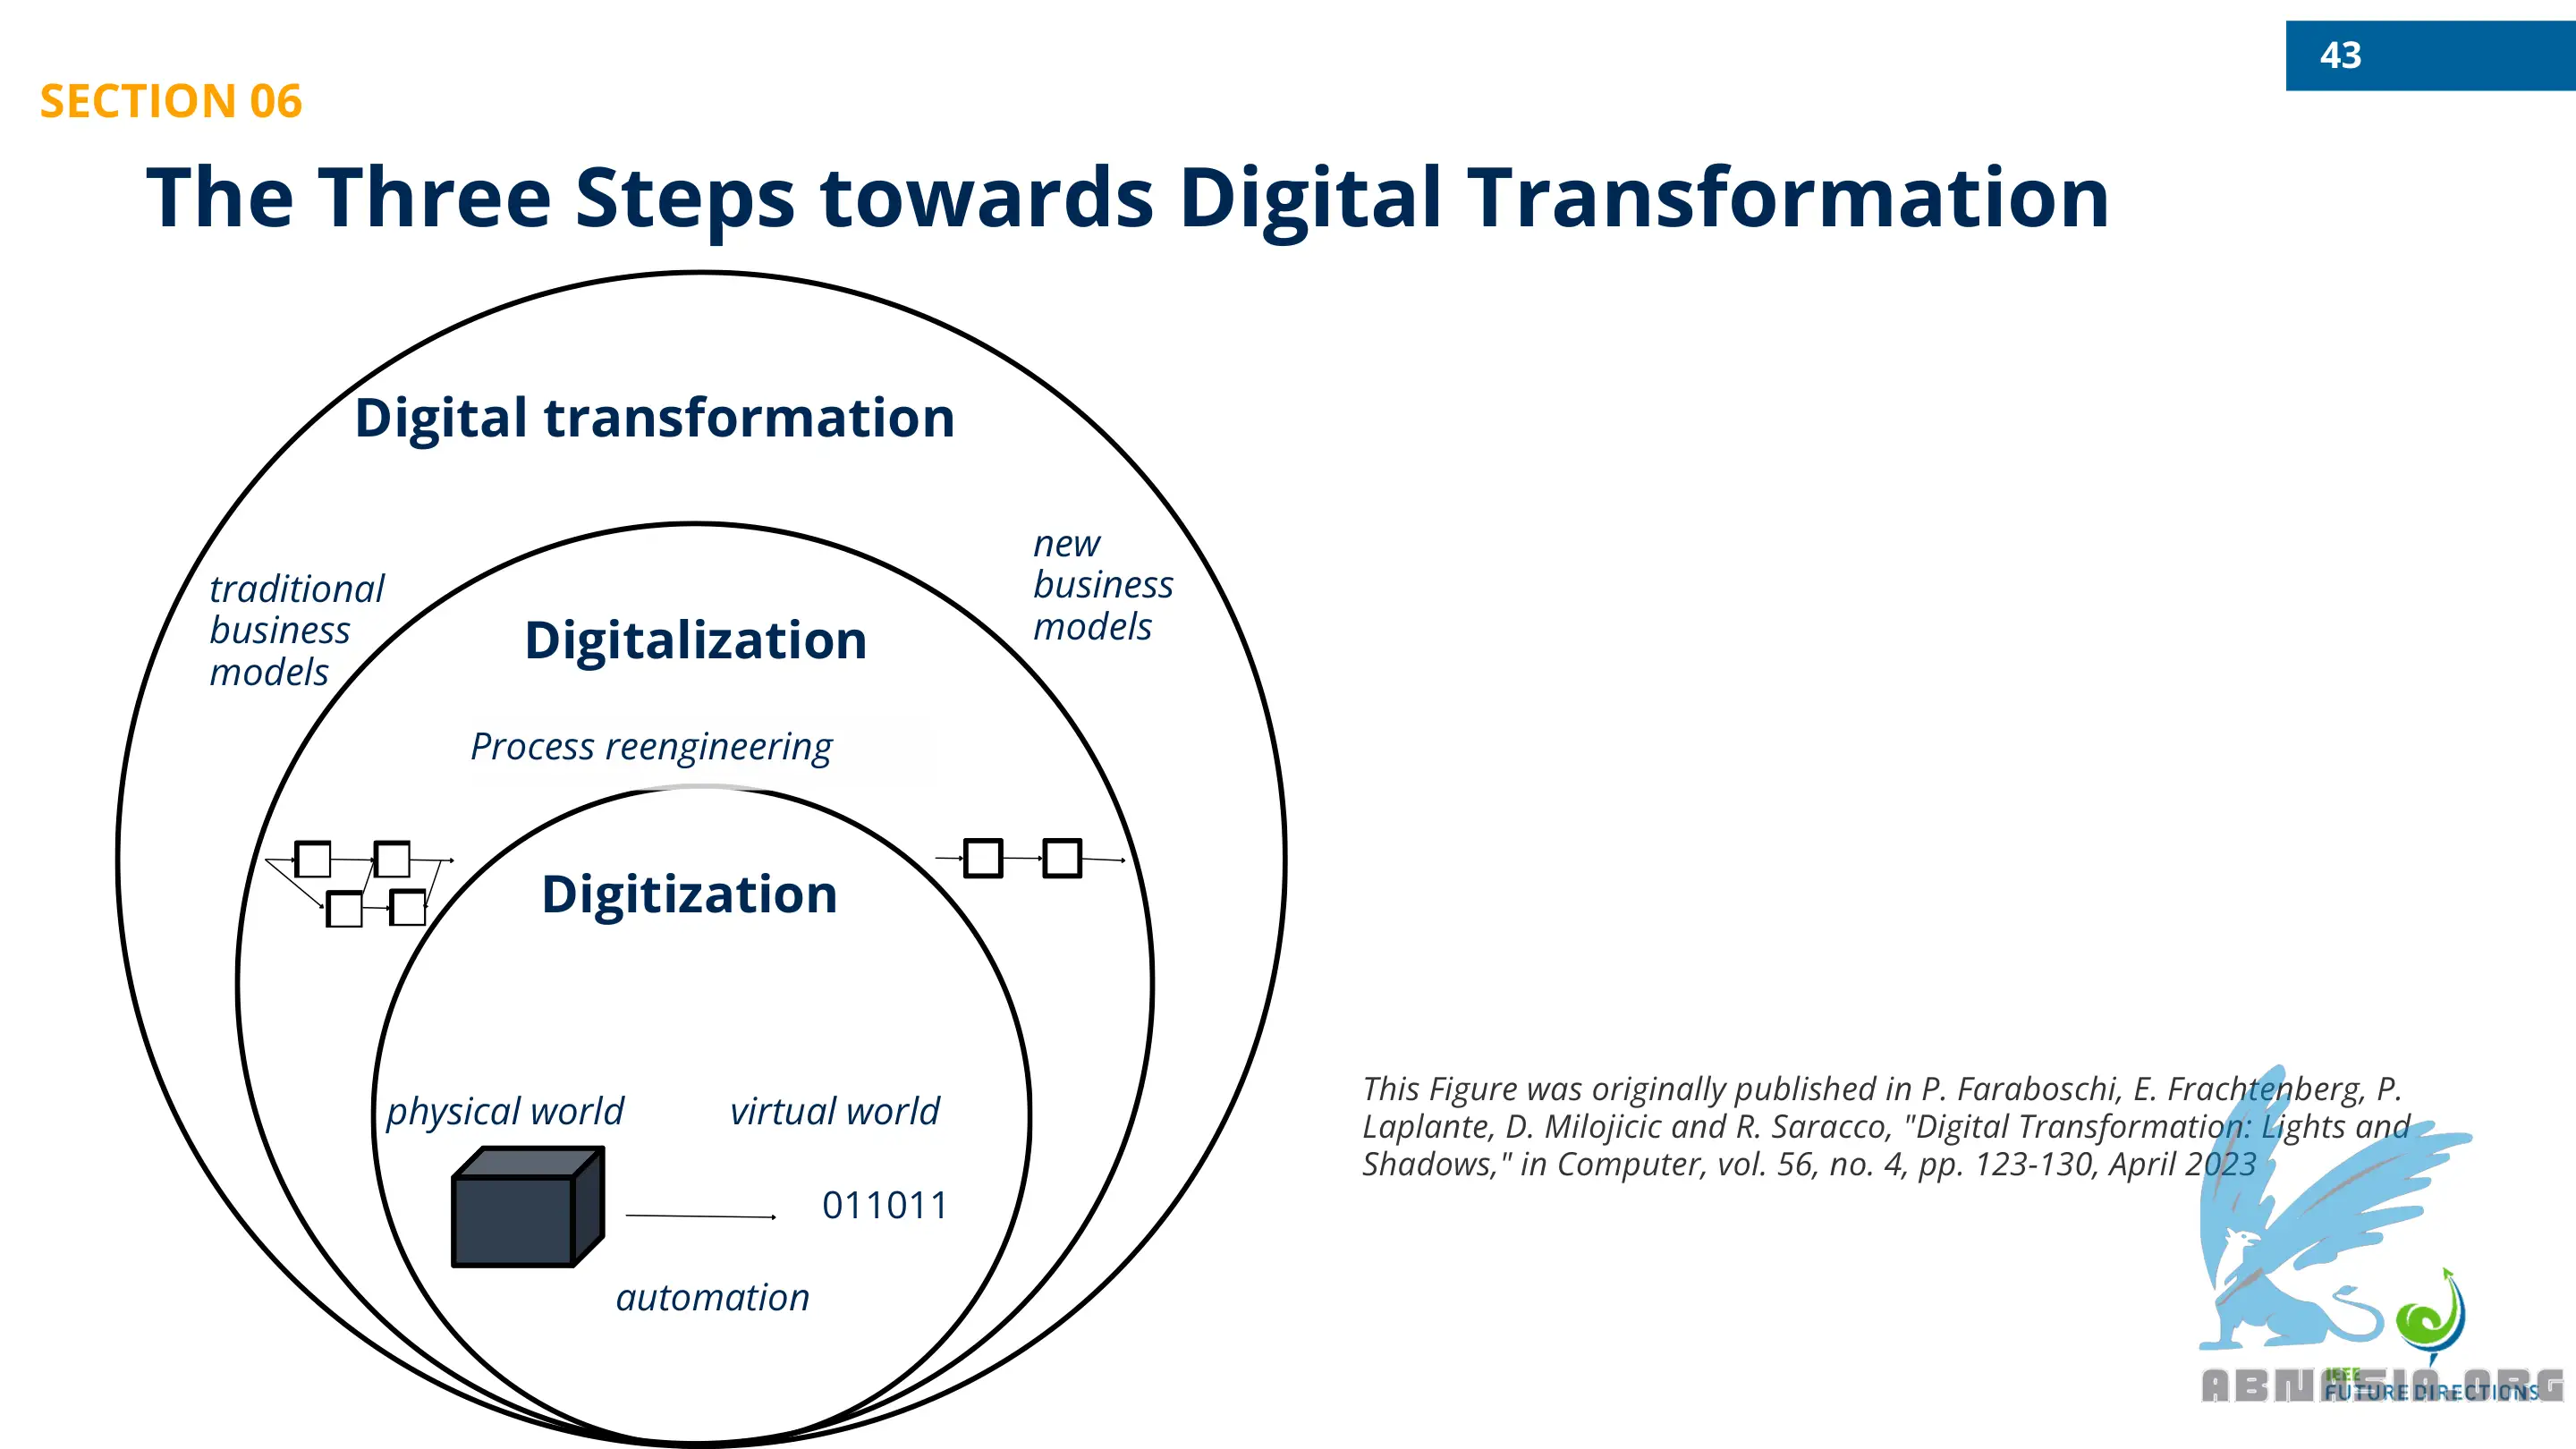 43
SECTION 06
The Three Steps towards Digital Transformation
Digital transformation
traditional
business
models
new
business
models
Digitalization
Process reengineering
Digitization
physical world
virtual world
011011
automation
This Figure was originally published in P. Faraboschi, E. Frachtenberg, P.
Laplante, D. Milojicic and R. Saracco, "Digital Transformation: Lights and
Shadows," in Computer, vol. 56, no. 4, pp. 123-130, April 2023
IEEE
FUTURE DIRECTIONS
ABNASIA.ORG